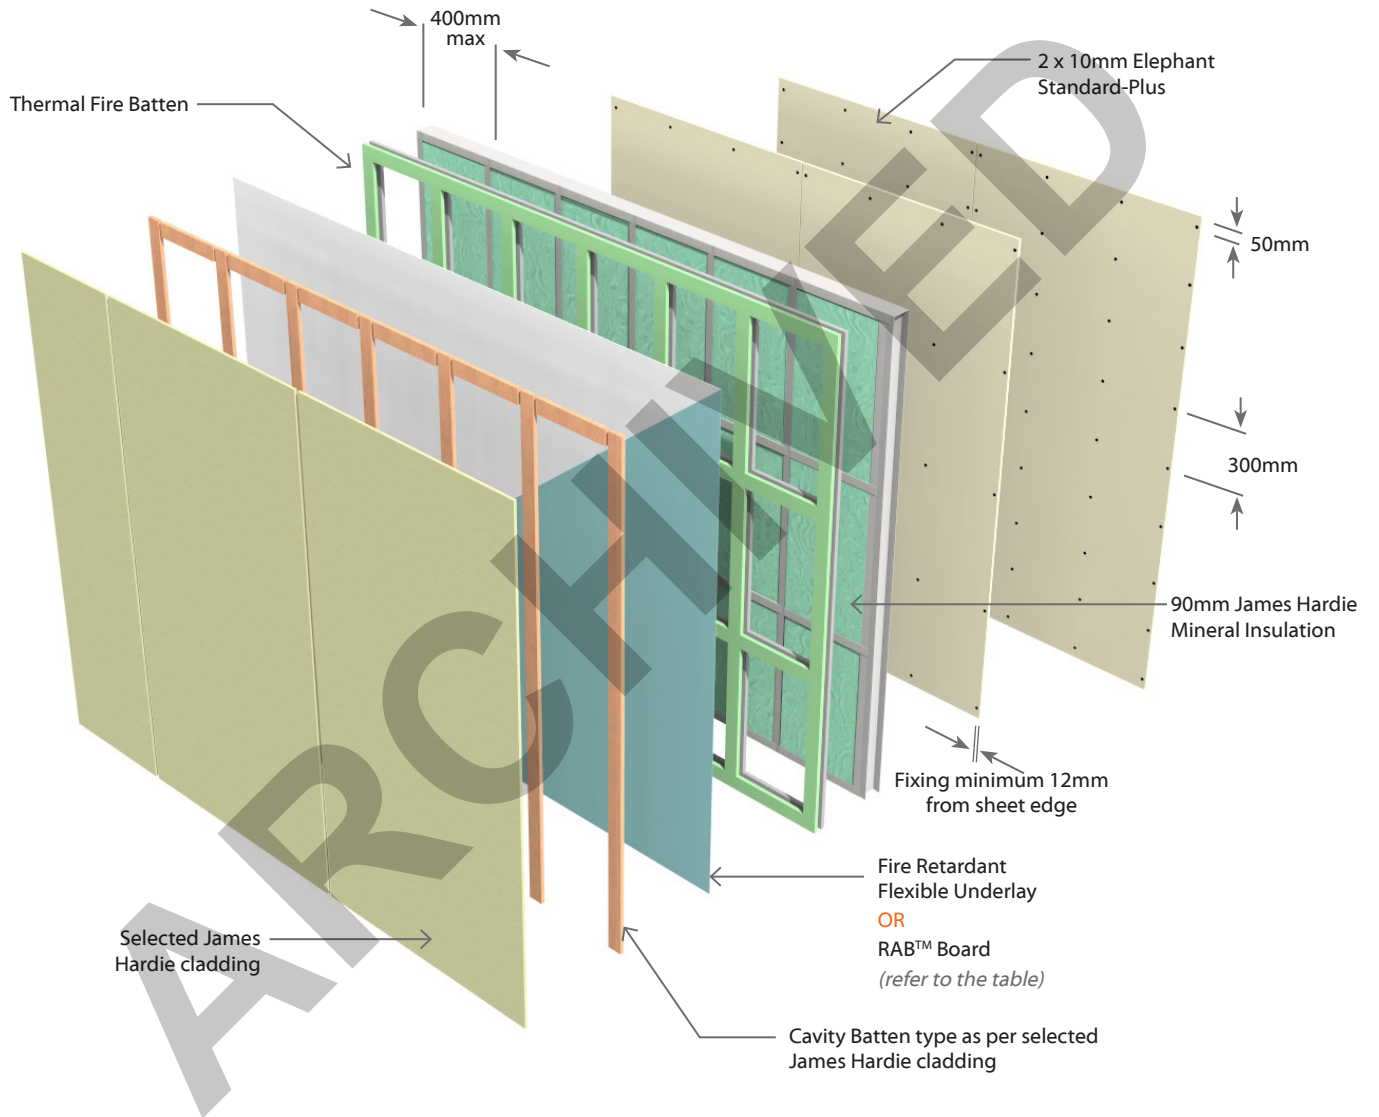 400mm
max
2 x 10mm Elephant
Standard-Plus
Thermal Fire Batten
50mm
300mm
90mm James Hardie
Mineral Insulation
Fixing minimum 12mm
from sheet edge
Fire Retardant
Flexible Underlay
OR
RAB™ Board
(refer to the table)
Selected James
Hardie cladding
Cavity Batten type as per selected
James Hardie cladding
ARCHIVED